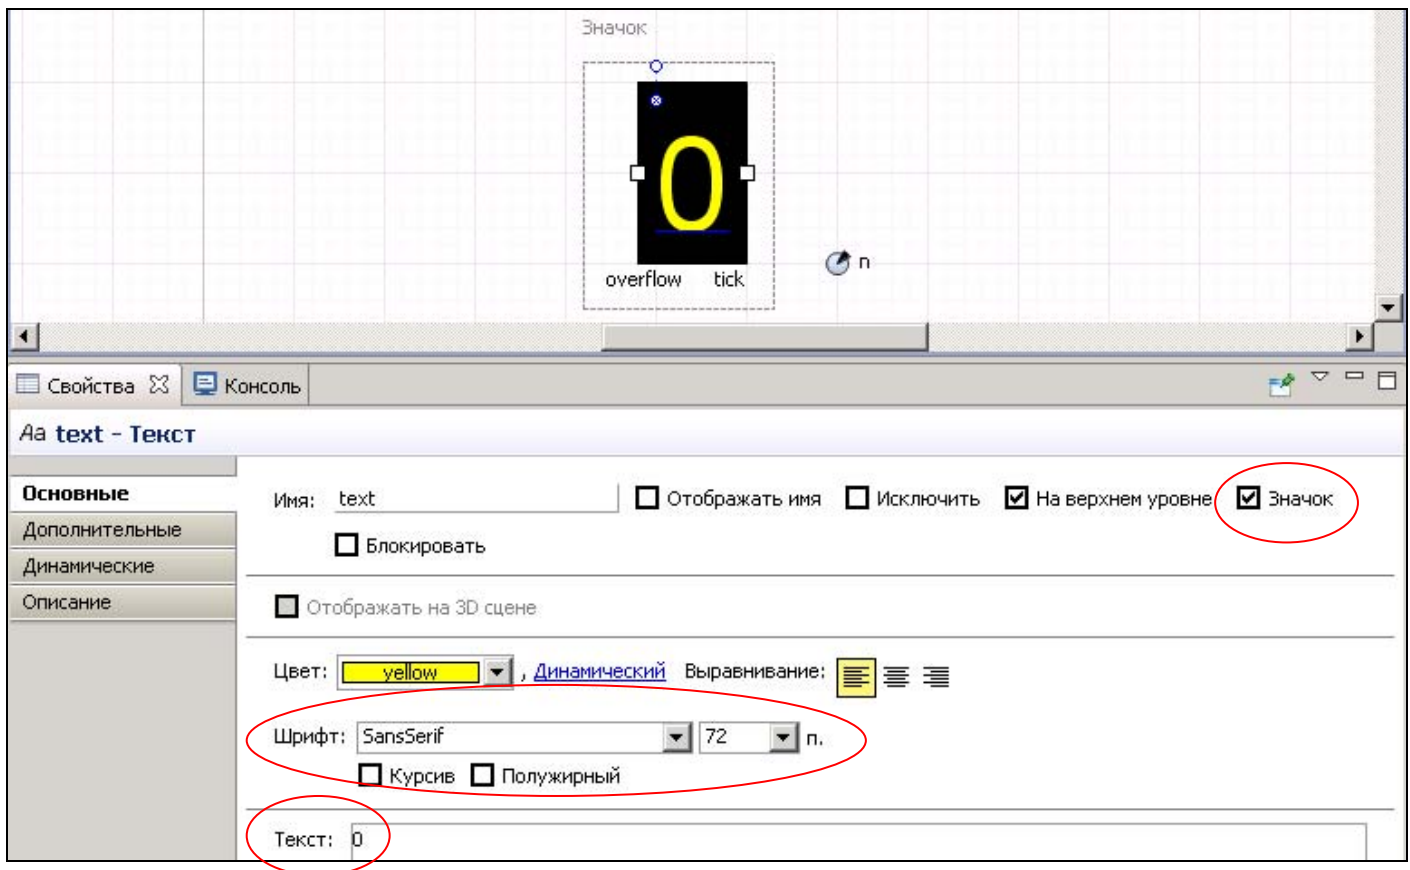 Значок
0
n
overflow tick
Свойства Консоль
Aa text - Текст
Основные
Дополнительные
Динамические
Описание
Имя: text Отображать имя Исключить На верхнем уровне Значок
Блокировать
Отображать на 3D сцене
Цвет: yellow , Динамический Выравнивание:
Шрифт: SansSerif 72 п.
Курсив Полужирный
Текст: 0